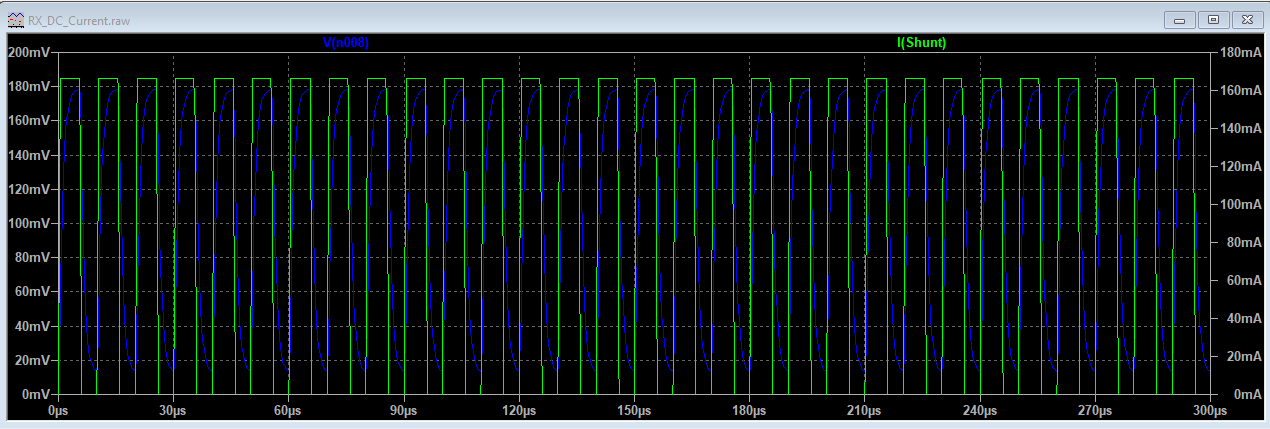 RX_DC_Current.raw
V(n008) I(Shunt)
200mV 180mA
180mV 160mA
160mV 140mA
140mV 120mA
120mV 100mA
100mV 80mA
80mV 60mA
60mV 40mA
40mV 20mA
20mV 0mA
0mV
0µs 30µs 60µs 90µs 120µs 150µs 180µs 210µs 240µs 270µs 300µs